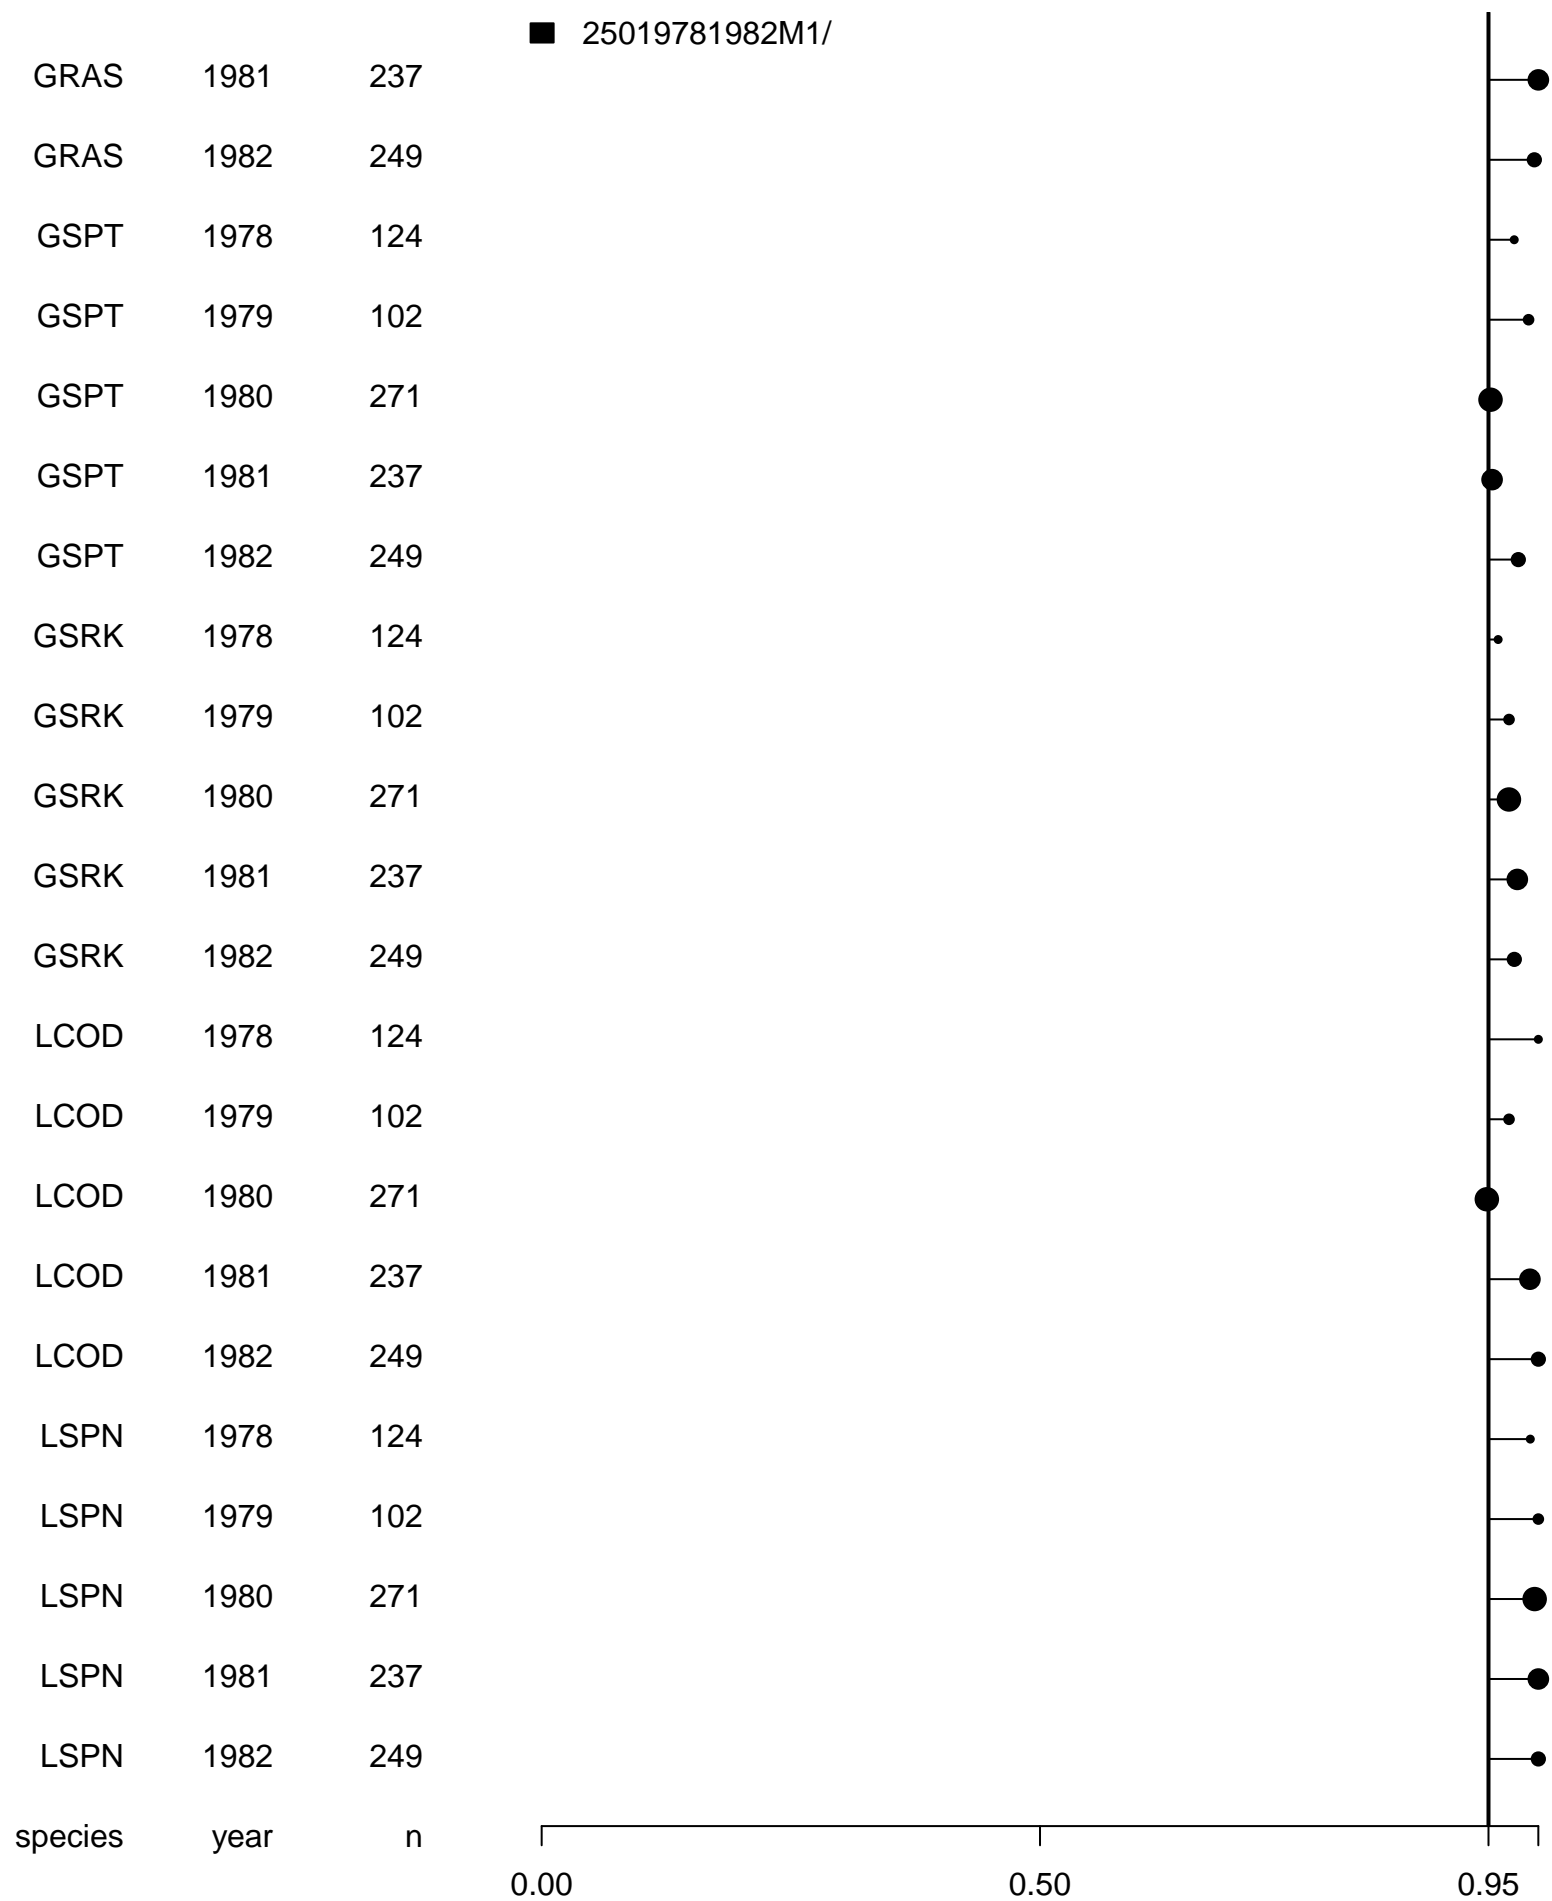 25019781982M1/
GRAS 1981 237
GRAS 1982 249
GSPT 1978 124
GSPT 1979 102
GSPT 1980 271
GSPT 1981 237
GSPT 1982 249
GSRK 1978 124
GSRK 1979 102
GSRK 1980 271
GSRK 1981 237
GSRK 1982 249
LCOD 1978 124
LCOD 1979 102
LCOD 1980 271
LCOD 1981 237
LCOD 1982 249
LSPN 1978 124
LSPN 1979 102
LSPN 1980 271
LSPN 1981 237
LSPN 1982 249
species year n
0.00 0.50 0.95